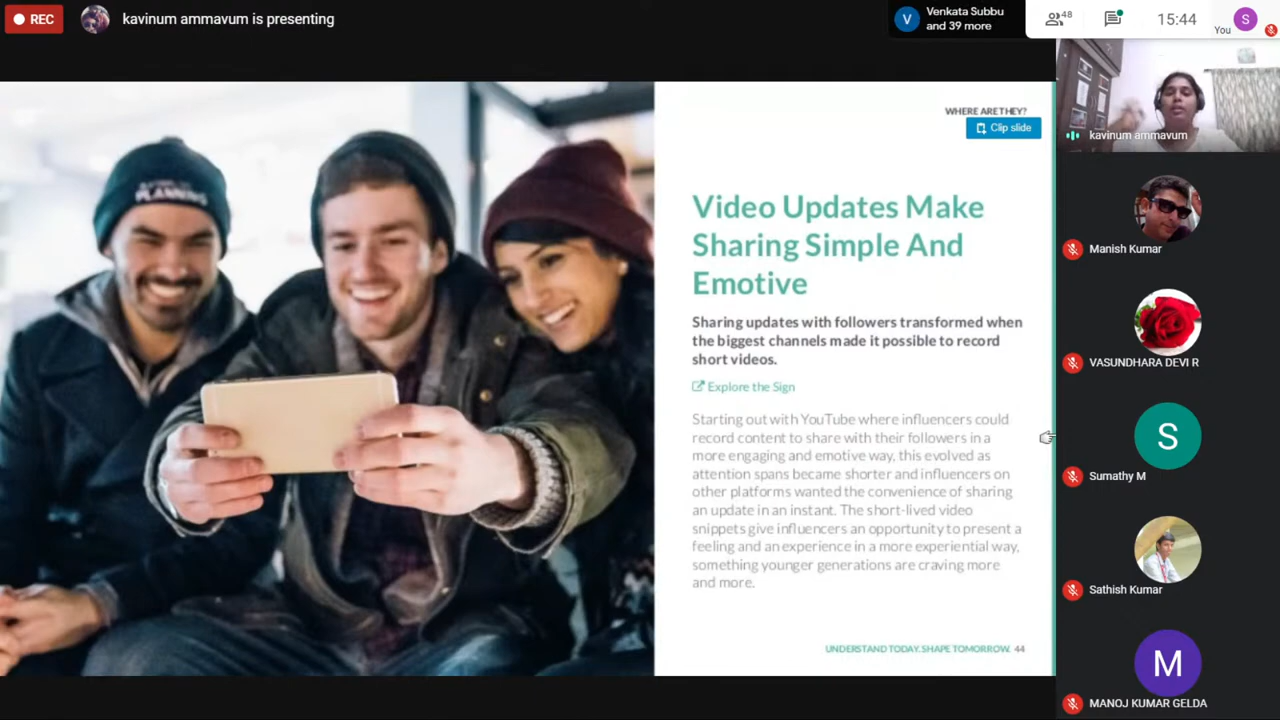 REC
kavinum ammavum is presenting
V
Venkata Subbu
and 39 more
48
15:44
You
S
PLANNING
WHERE ARE THEY?
Clip slide
Video Updates Make
Sharing Simple And
Emotive
Sharing updates with followers transformed when
the biggest channels made it possible to record
short videos.
Explore the Sign
Starting out with YouTube where influencers could
record content to share with their followers in a
more engaging and emotive way, this evolved as
attention spans became shorter and influencers on
other platforms wanted the convenience of sharing
an update in an instant. The short-lived video
snippets give influencers an opportunity to present a
feeling and an experience in a more experiential way,
something younger generations are craving more
and more.
UNDERSTAND TODAY. SHAPE TOMORROW. 44
kavinum ammavum
Manish Kumar
VASUNDHARA DEVI R
S
Sumathy M
Sathish Kumar
M
MANOJ KUMAR GELDA